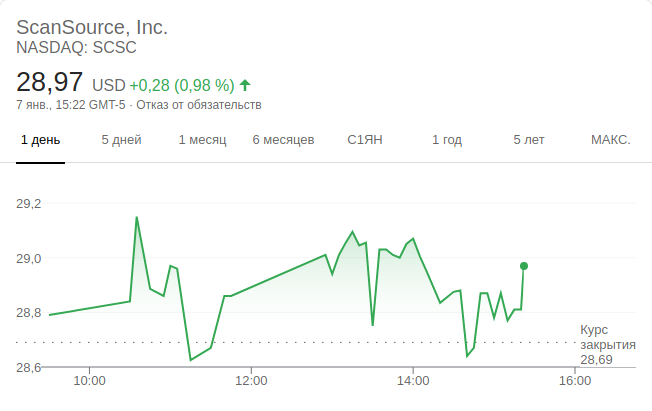 ScanSource, Inc.
NASDAQ: SCSC
28,97 USD +0,28 (0,98 %)
7 янв., 15:22 GMT-5 · Отказ от обязательств
1 день 5 дней 1 месяц 6 месяцев С1ЯН 1 год 5 лет МАКС.
29,2
29,0
28,8
28,6
Курс
закрытия
28,69
10:00 12:00 14:00 16:00